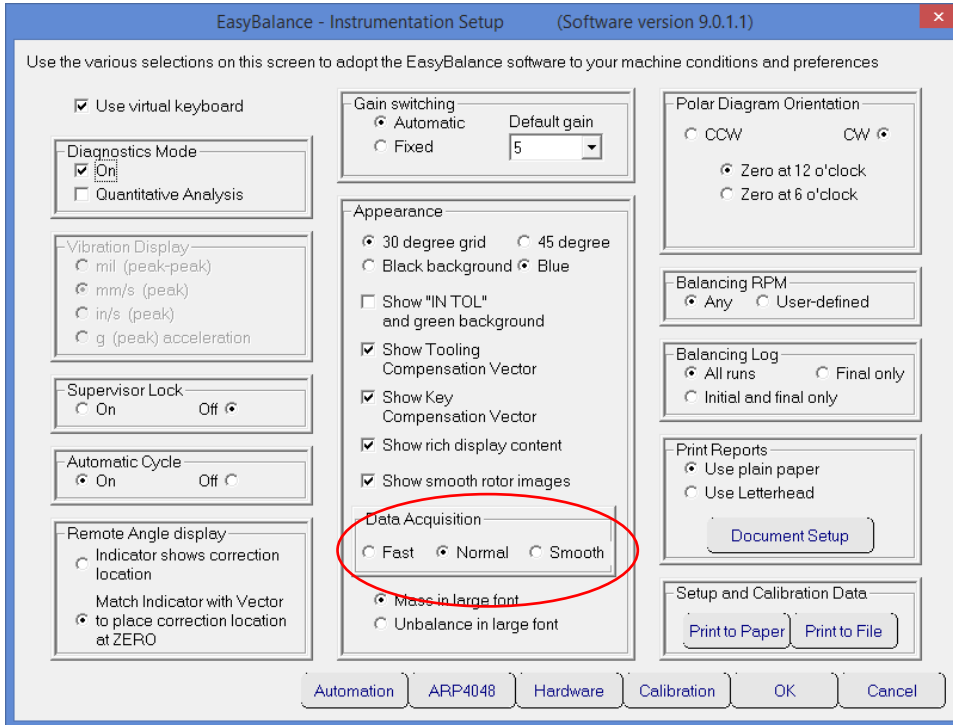 EasyBalance - Instrumentation Setup (Software version 9.0.1.1)
Use the various selections on this screen to adopt the EasyBalance software to your machine conditions and preferences
Use virtual keyboard
Diagnostics Mode
On
Quantitative Analysis
Vibration Display
mil (peak-peak)
mm/s (peak)
in/s (peak)
g (peak) acceleration
Supervisor Lock
On Off
Automatic Cycle
On Off
Remote Angle display
Indicator shows correction
location
Match Indicator with Vector
to place correction location
at ZERO
Gain switching
Automatic Default gain
Fixed 5
Appearance
30 degree grid 45 degree
Black background Blue
Show "IN TOL"
and green background
Show Tooling
Compensation Vector
Show Key
Compensation Vector
Show rich display content
Show smooth rotor images
Data Acquisition
Fast Normal Smooth
Mass in large font
Unbalance in large font
Polar Diagram Orientation
CCW CW
Zero at 12 o'clock
Zero at 6 o'clock
Balancing RPM
Any User-defined
Balancing Log
All runs Final only
Initial and final only
Print Reports
Use plain paper
Use Letterhead
Document Setup
Setup and Calibration Data
Print to Paper Print to File
Automation ARP4048 Hardware Calibration OK Cancel